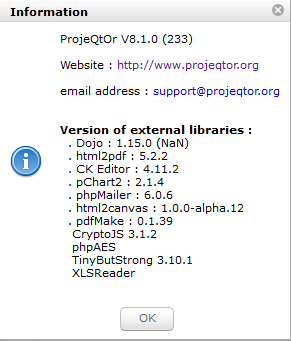 Information
ProjeQtOr V8.1.0 (233)
Website : http://www.projeqtor.org
email address : support@projeqtor.org
Version of external libraries :
. Dojo : 1.15.0 (NaN)
. html2pdf : 5.2.2
. CK Editor : 4.11.2
. pChart2 : 2.1.4
. phpMailer : 6.0.6
. html2canvas : 1.0.0-alpha.12
. pdfMake : 0.1.39
CryptoJS 3.1.2
phpAES
TinyButStrong 3.10.1
XLSReader
OK